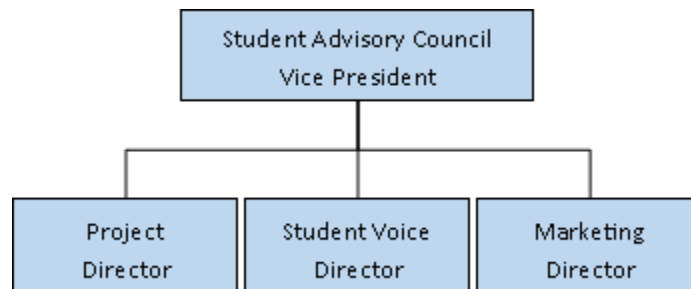 Student Advisory Council
Vice President
Project
Director
Student Voice
Director
Marketing
Director